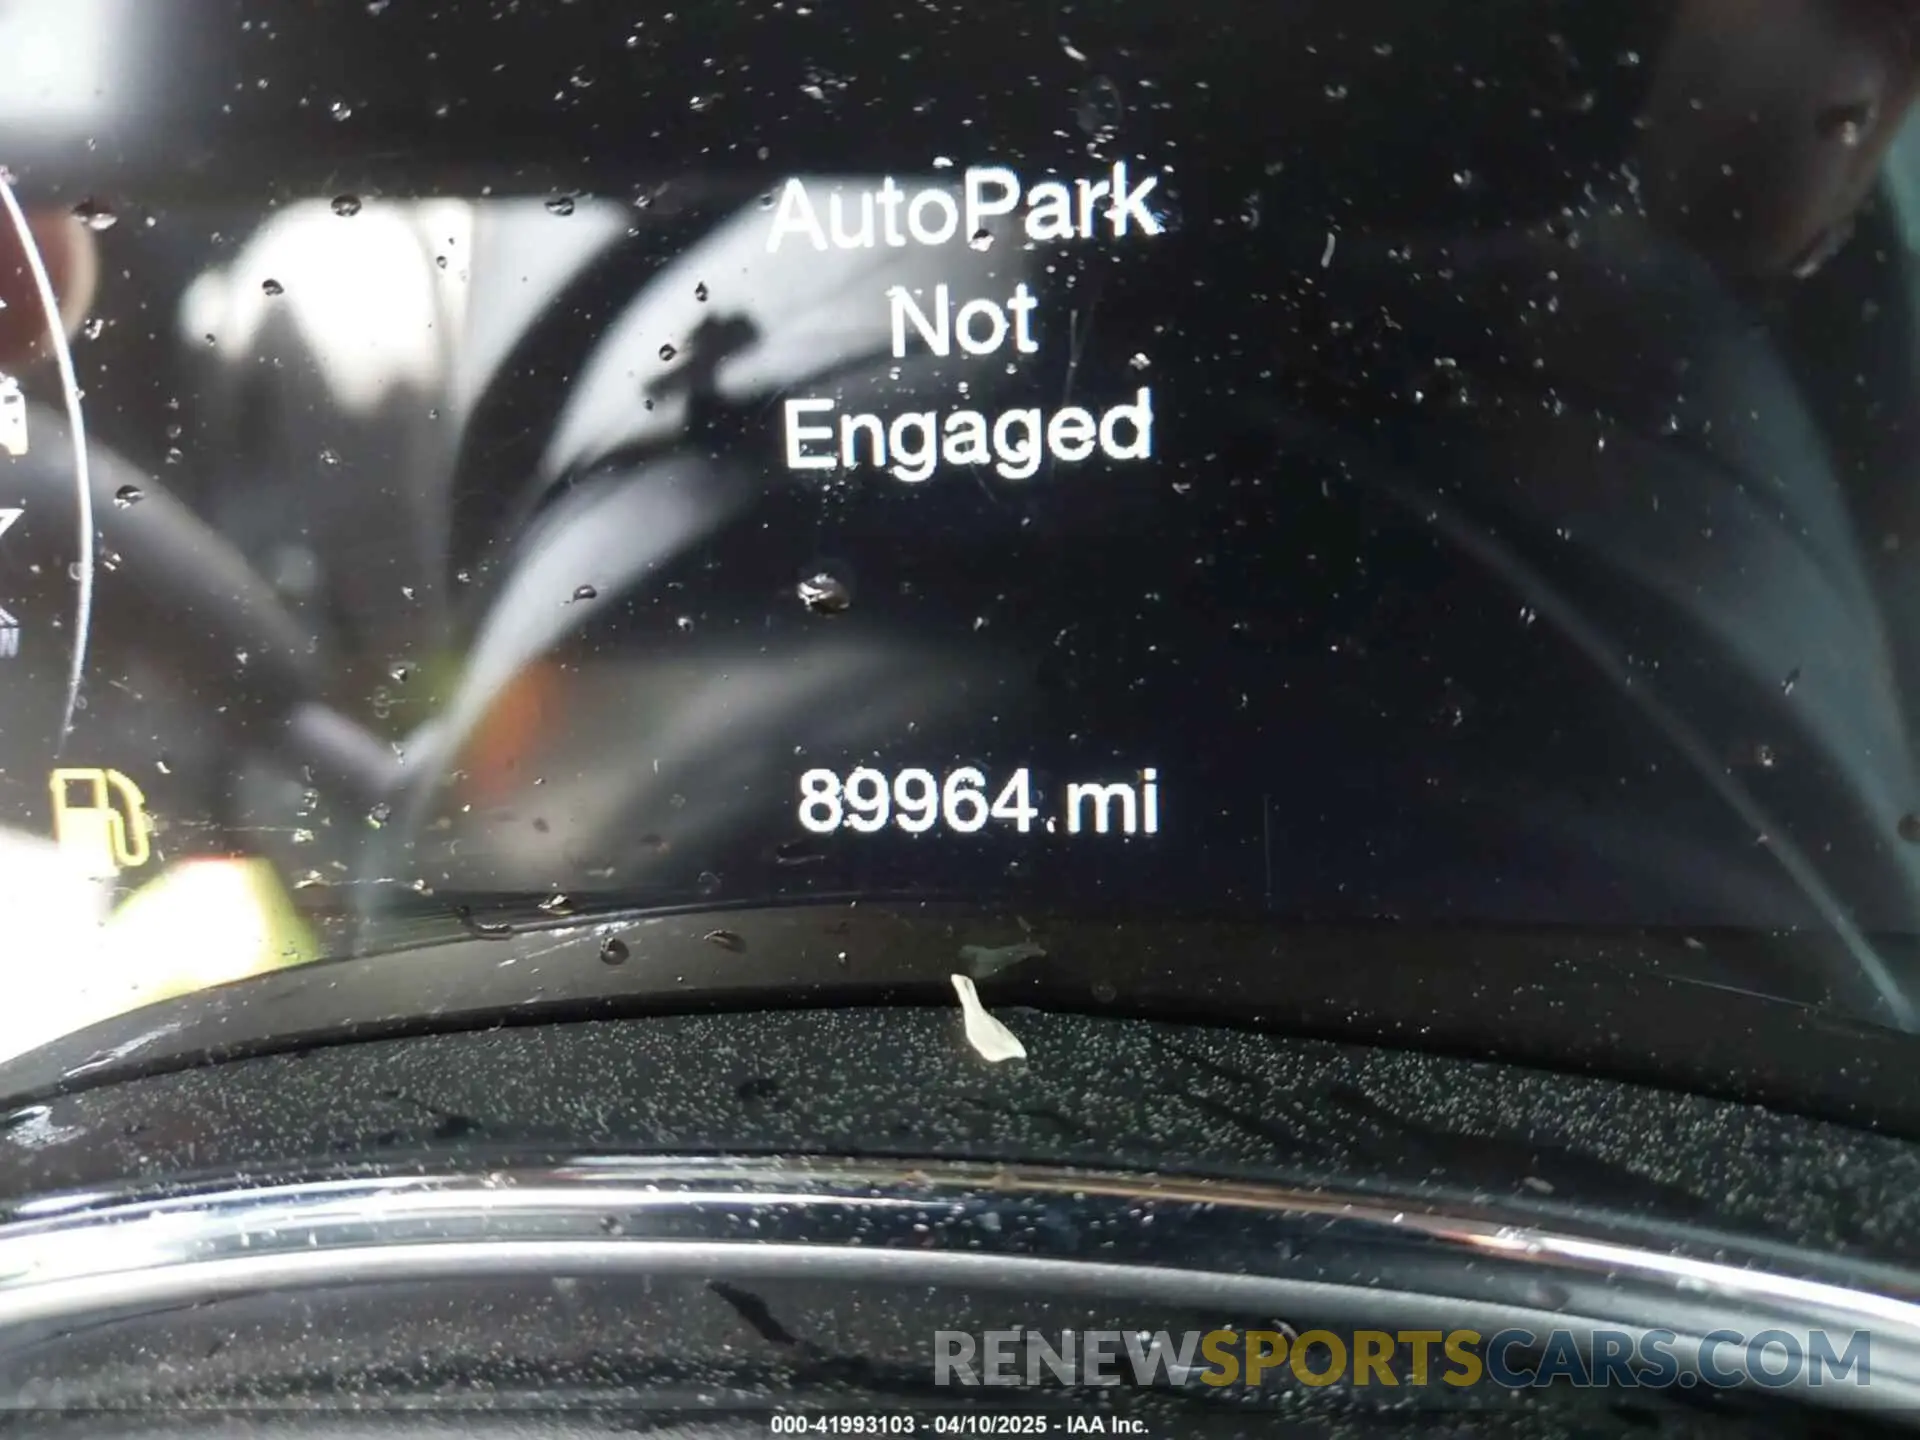 AutoPark
Not
Engaged
89964 mi
RENEWSPORTSCARS.COM
000-41993103 - 04/10/2025 - IAA Inc.